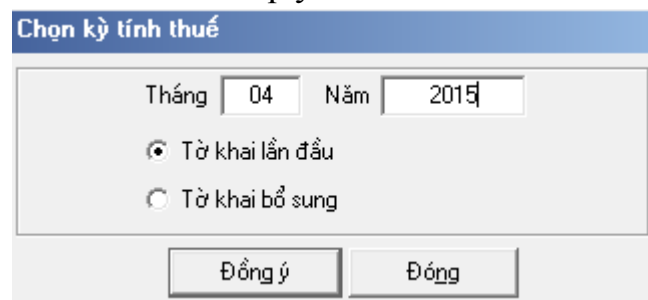 Chọn kỳ tính thuế
Tháng 04 Năm 2015
Tờ khai lần đầu
Tờ khai bổ sung
Đồng ý Đóng